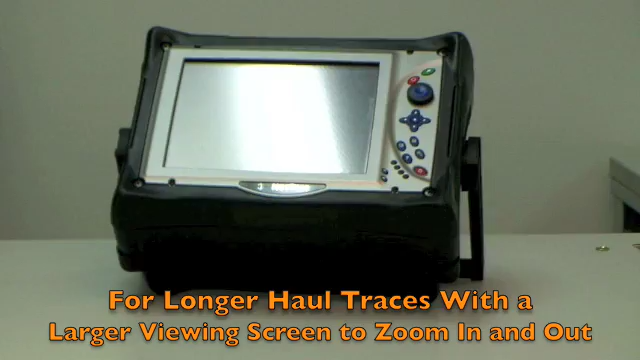 For Longer Haul Traces With a
Larger Viewing Screen to Zoom In and Out